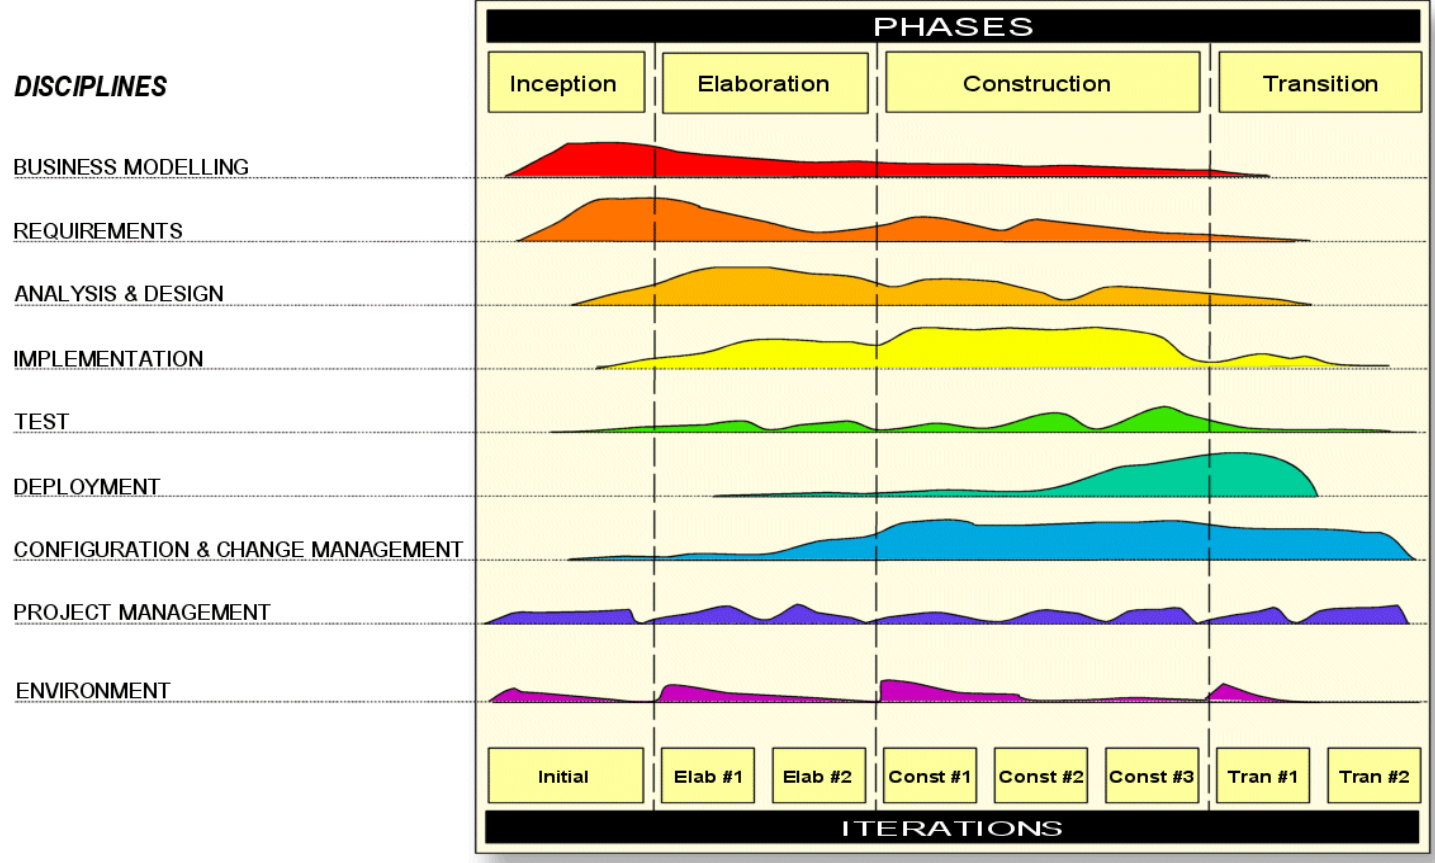 PHASES
Inception Elaboration Construction Transition
DISCIPLINES
BUSINESS MODELLING
REQUIREMENTS
ANALYSIS & DESIGN
IMPLEMENTATION
TEST
DEPLOYMENT
CONFIGURATION & CHANGE MANAGEMENT
PROJECT MANAGEMENT
ENVIRONMENT
Initial Elab #1 Elab #2 Const #1 Const #2 Const #3 Tran #1 Tran #2
ITERATIONS